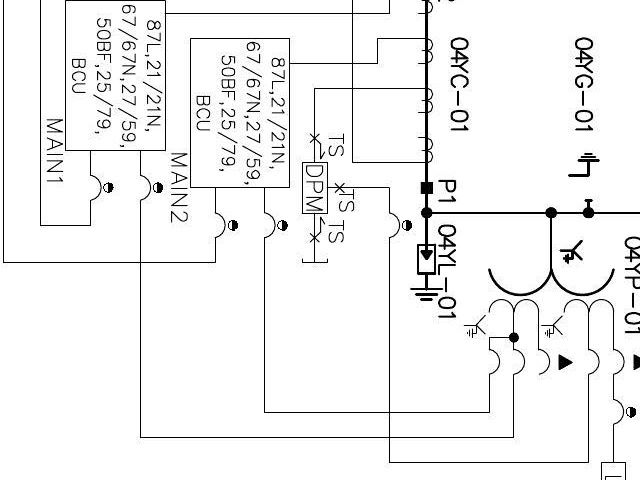 87L,21/21N,
67/67N,27/59,
50BF,25/79,
BCU
MAIN1
87L,21/21N,
67/67N,27/59,
50BF,25/79,
BCU
MAIN2
TS
DPM
TS
TS
04YC-01
04YG-01
P1
04YL-01
04YP-01